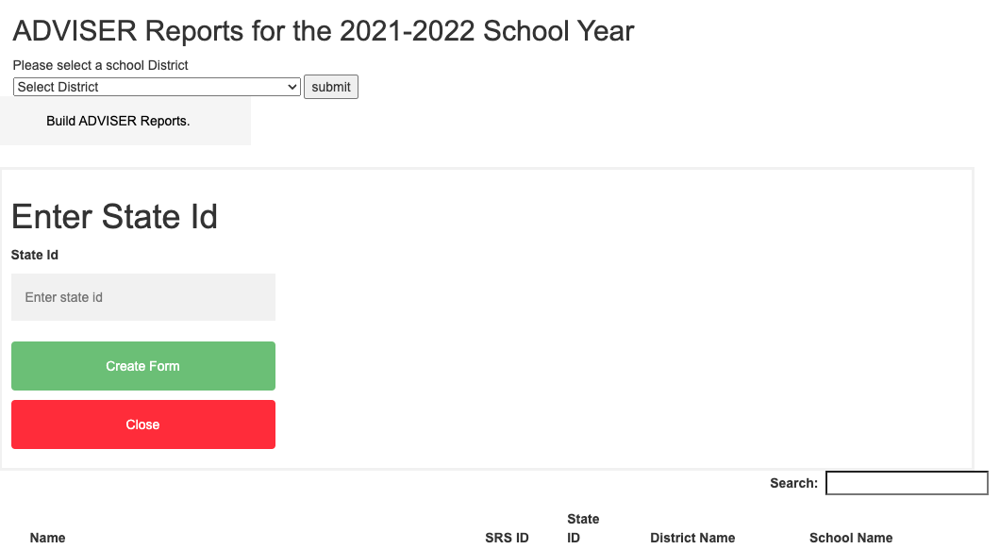 ADVISER Reports for the 2021-2022 School Year
Please select a school District
Select District submit
Build ADVISER Reports.
Enter State Id
State Id
Enter state id
Create Form
Close
Search:
Name SRS ID State ID District Name School Name